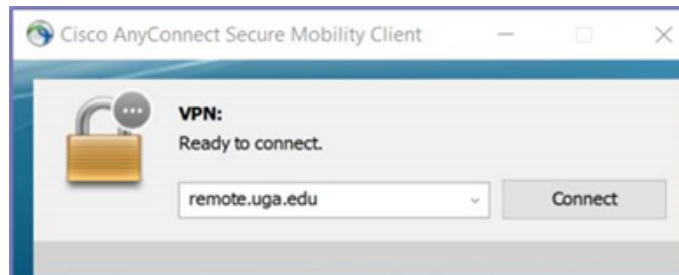 Cisco AnyConnect Secure Mobility Client
VPN:
Ready to connect.
remote.uga.edu
Connect